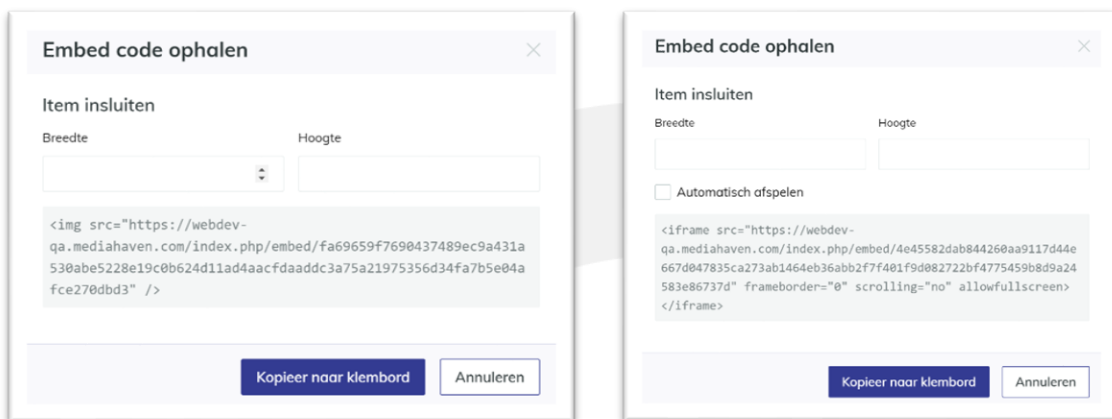 Embed code ophalen
Item insluiten
Breedte
Hoogte
<img src="https://webdev-
qa.mediahaven.com/index.php/embed/fa69659f7690437489ec9a431a
530abe5228e19c0b624d11ad4aacfdaaddc3a75a21975356d34fa7b5e04a
fce270dbd3" />
Kopieer naar klembord
Annuleren
Embed code ophalen
Item insluiten
Breedte
Hoogte
Automatisch afspelen
<iframe src="https://webdev-
qa.mediahaven.com/index.php/embed/4e45582dab844260aa9117d44e
667d047835ca273ab1464eb36abb2f7f401f9d082722bf4775459b8d9a24
583e86737d" frameborder="0" scrolling="no" allowfullscreen>
</iframe>
Kopieer naar klembord
Annuleren